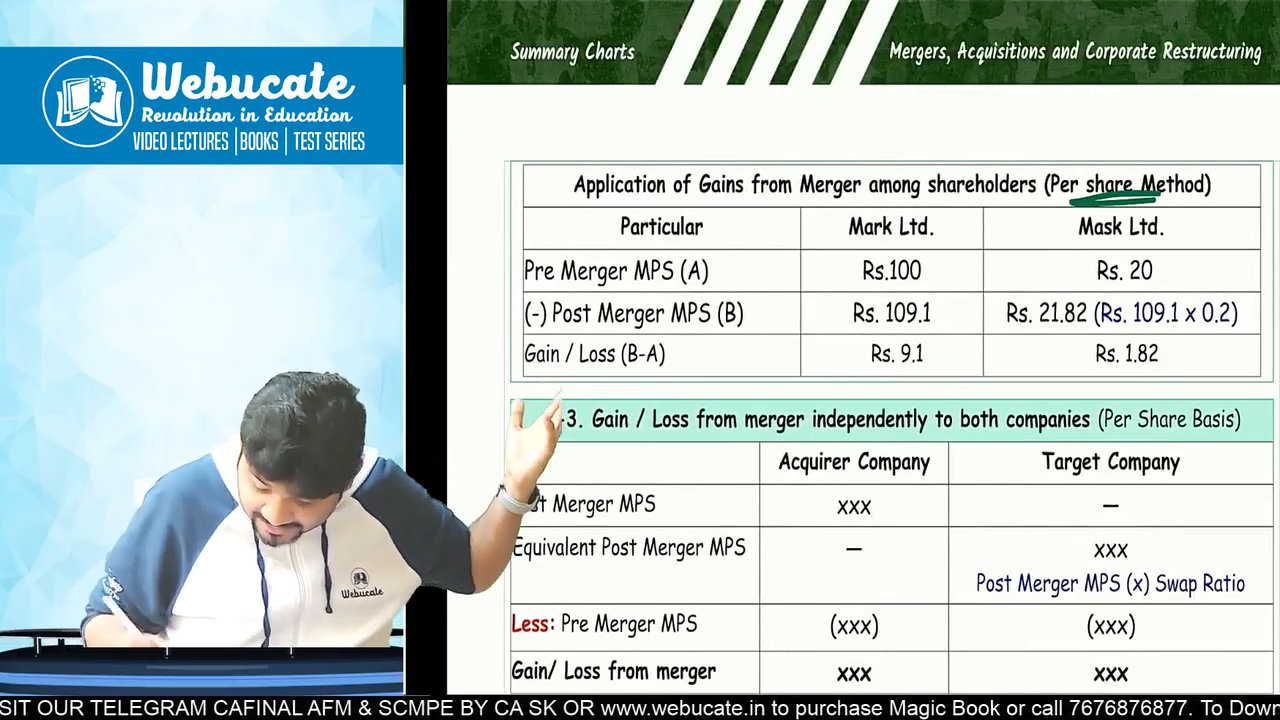 Webucate
Revolution in Education
VIDEO LECTURES | BOOKS | TEST SERIES
Summary Charts
Mergers, Acquisitions and Corporate Restructuring
Application of Gains from Merger among shareholders (Per share Method)
Particular Mark Ltd. Mask Ltd.
Pre Merger MPS (A) Rs.100 Rs. 20
(-) Post Merger MPS (B) Rs. 109.1 Rs. 21.82 (Rs. 109.1 x 0.2)
Gain / Loss (B-A) Rs. 9.1 Rs. 1.82
-3. Gain / Loss from merger independently to both companies (Per Share Basis)
Acquirer Company Target Company
Merger MPS xxx —
Equivalent Post Merger MPS — xxx
Post Merger MPS (x) Swap Ratio
Less: Pre Merger MPS (xxx) (xxx)
Gain/ Loss from merger xxx xxx
Webucate
SIT OUR TELEGRAM CAFINAL AFM & SCMPE BY CA SK OR www.webucate.in to purchase Magic Book or call 7676876877. To Down